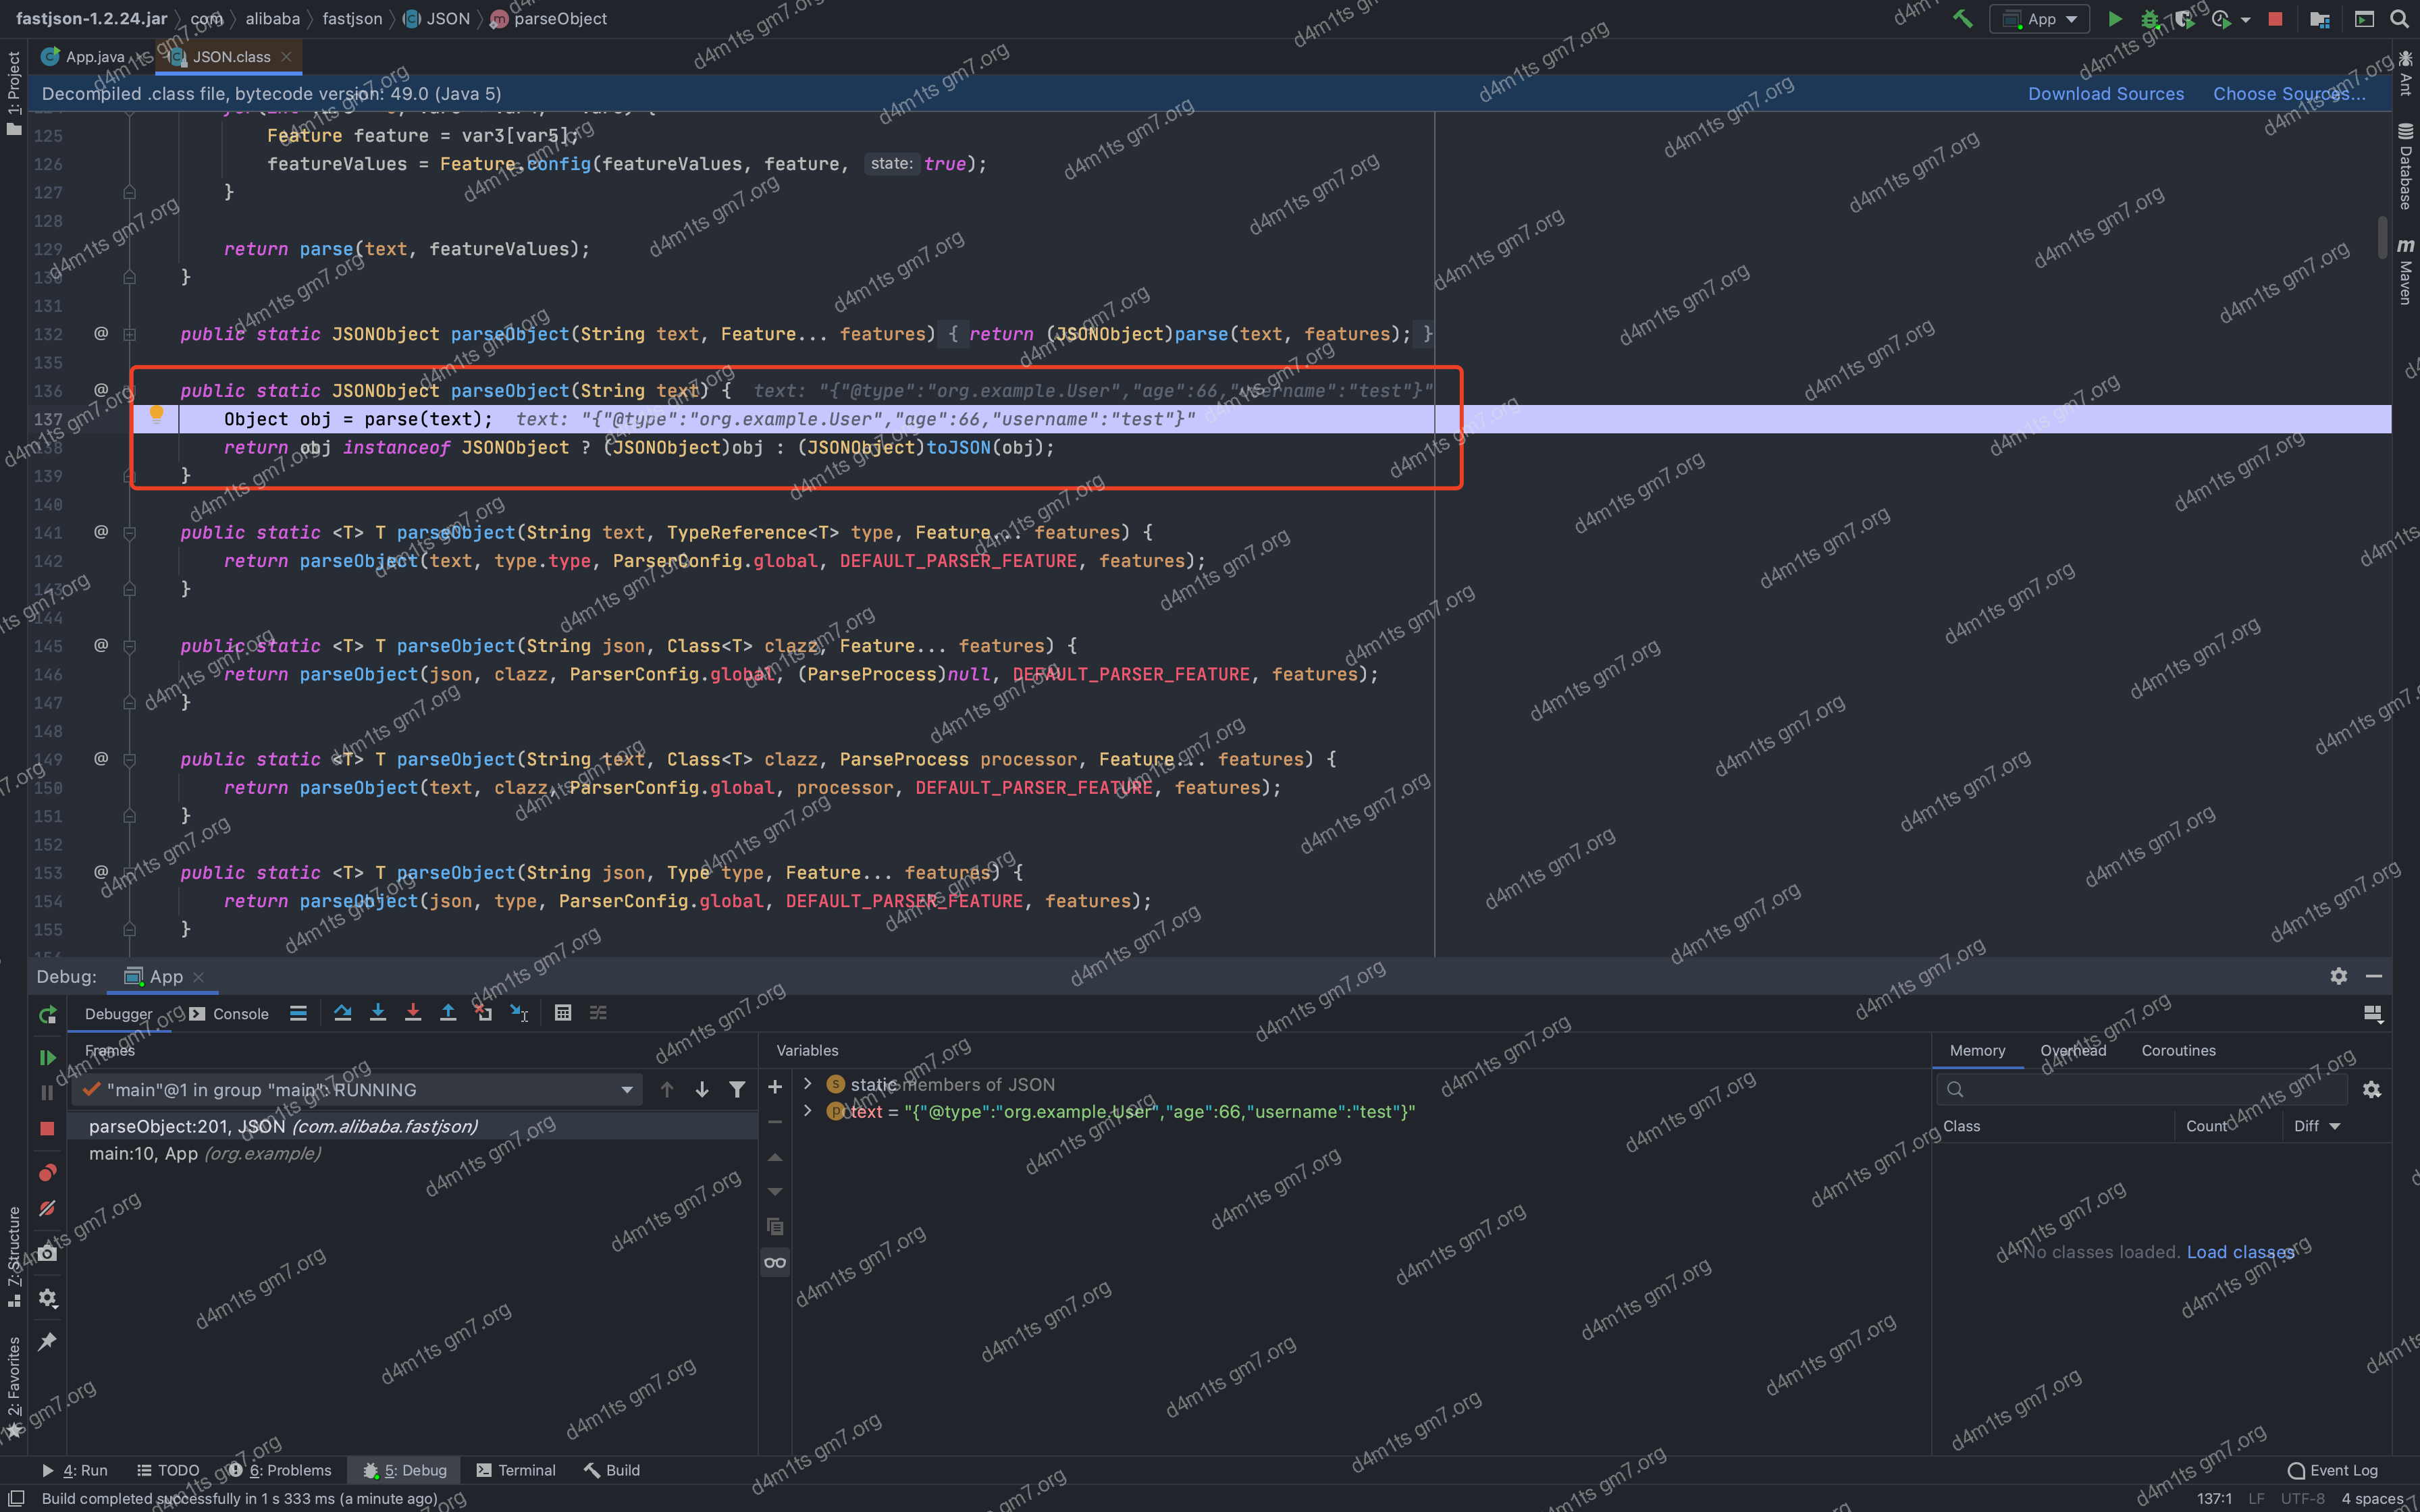 fastjson-1.2.24.jar com alibaba fastjson JSON parseObject
App
App.java JSON.class
Decompiled .class file, bytecode version: 49.0 (Java 5) Download Sources Choose Sources...
125 Feature feature = var3[var5];
126 featureValues = Feature.config(featureValues, feature, state: true);
127 }
128
129 return parse(text, featureValues);
130 }
131
132 public static JSONObject parseObject(String text, Feature... features) { return (JSONObject)parse(text, features); }
135
136 public static JSONObject parseObject(String text) { text: "{"@type":"org.example.User","age":66,"username":"test"}"
137 Object obj = parse(text); text: "{"@type":"org.example.User","age":66,"username":"test"}"
138 return obj instanceof JSONObject ? (JSONObject)obj : (JSONObject)toJSON(obj);
139 }
140
141 public static <T> T parseObject(String text, TypeReference<T> type, Feature... features) {
142 return parseObject(text, type.type, ParserConfig.global, DEFAULT_PARSER_FEATURE, features);
143 }
144
145 public static <T> T parseObject(String json, Class<T> clazz, Feature... features) {
146 return parseObject(json, clazz, ParserConfig.global, (ParseProcess)null, DEFAULT_PARSER_FEATURE, features);
147 }
148
149 public static <T> T parseObject(String text, Class<T> clazz, ParseProcess processor, Feature... features) {
150 return parseObject(text, clazz, ParserConfig.global, processor, DEFAULT_PARSER_FEATURE, features);
151 }
152
153 public static <T> T parseObject(String json, Type type, Feature... features) {
154 return parseObject(json, type, ParserConfig.global, DEFAULT_PARSER_FEATURE, features);
155 }
Debug: App
Debugger Console
Frames
Variables
Memory Overhead Coroutines
"main"@1 in group "main": RUNNING
parseObject:201, JSON (com.alibaba.fastjson)
main:10, App (org.example)
static members of JSON
text = "{"@type":"org.example.User","age":66,"username":"test"}"
Class Count Diff
No classes loaded. Load classes
1: Project
7: Structure
2: Favorites
Ant
Database
Maven
4: Run TODO 6: Problems 5: Debug Terminal Build Event Log
Build completed successfully in 1 s 333 ms (a minute ago) 137:1 LF UTF-8 4 spaces
d4m1ts gm7.org